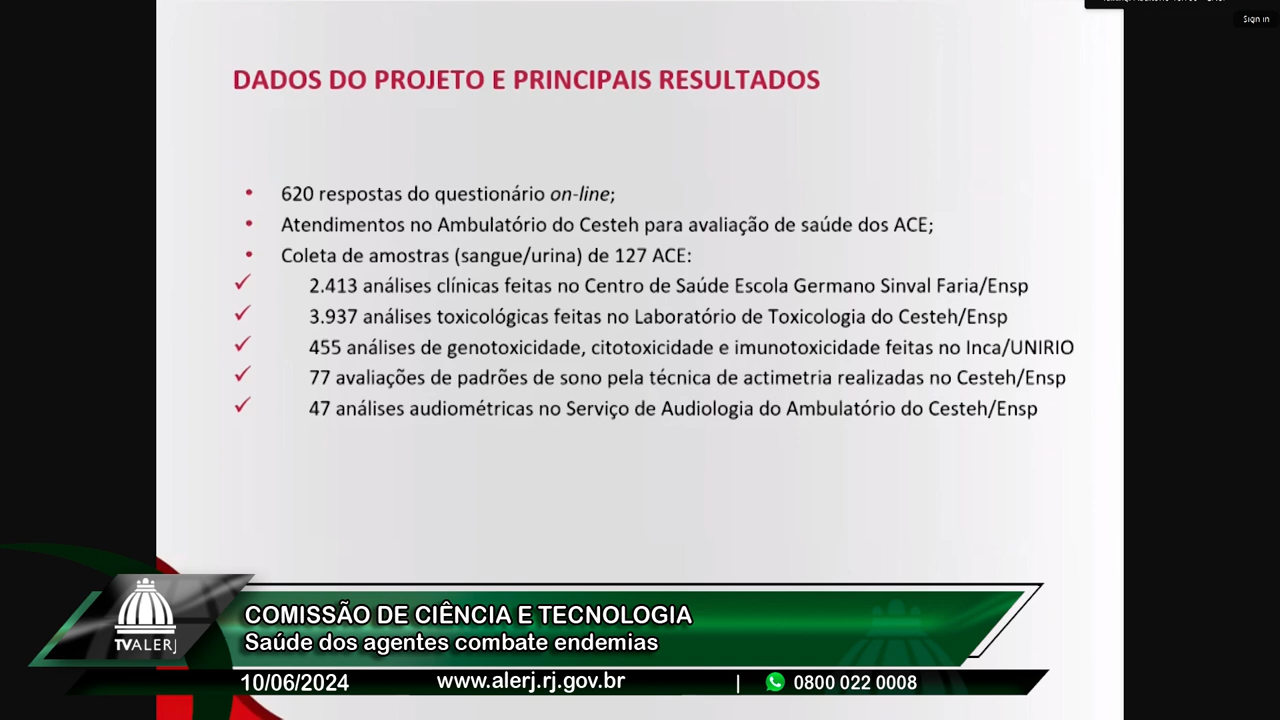 Sign in
DADOS DO PROJETO E PRINCIPAIS RESULTADOS
• 620 respostas do questionário on-line;
• Atendimentos no Ambulatório do Cesteh para avaliação de saúde dos ACE;
• Coleta de amostras (sangue/urina) de 127 ACE:
✓ 2.413 análises clínicas feitas no Centro de Saúde Escola Germano Sinval Faria/Ensp
✓ 3.937 análises toxicológicas feitas no Laboratório de Toxicologia do Cesteh/Ensp
✓ 455 análises de genotoxicidade, citotoxicidade e imunotoxicidade feitas no Inca/UNIRIO
✓ 77 avaliações de padrões de sono pela técnica de actimetria realizadas no Cesteh/Ensp
✓ 47 análises audiométricas no Serviço de Audiologia do Ambulatório do Cesteh/Ensp
COMISSÃO DE CIÊNCIA E TECNOLOGIA
Saúde dos agentes combate endemias
TVALERJ
10/06/2024 www.alerj.rj.gov.br | 0800 022 0008